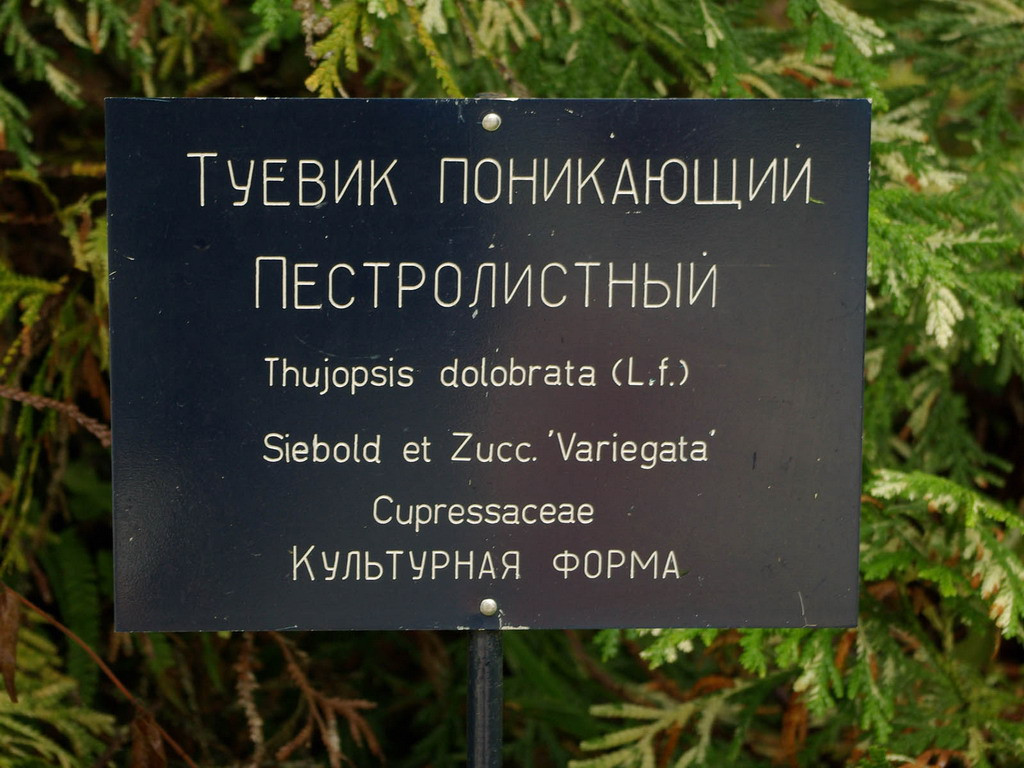 Туевик поникающий
Пестролистный
Thujopsis dolobrata (L.f.)
Siebold et Zucc. 'Variegata'
Cupressaceae
Культурная форма